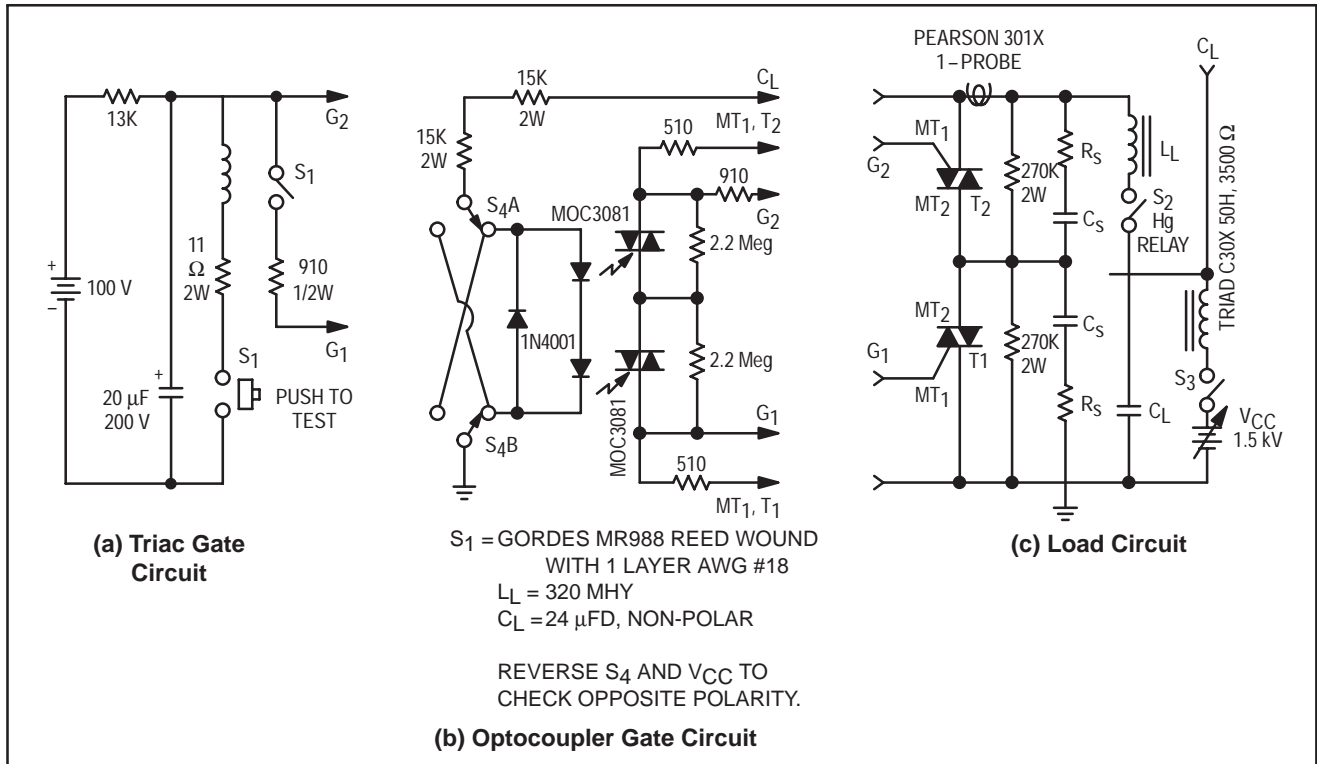 13K
G2
S1
11
Ω
2W
910
1/2W
G1
+
–
100 V
S1
PUSH TO
TEST
+
20 μF
200 V
(a) Triac Gate
Circuit
15K
2W
CL
MT1, T2
510
15K
2W
910
G2
S4A
MOC3081
2.2 Meg
1N4001
2.2 Meg
MOC3081
G1
S4B
510
MT1, T1
S1 = GORDES MR988 REED WOUND
WITH 1 LAYER AWG #18
LL = 320 MHY
CL = 24 μFD, NON-POLAR
REVERSE S4 AND VCC TO
CHECK OPPOSITE POLARITY.
(b) Optocoupler Gate Circuit
PEARSON 301X
1–PROBE
CL
MT1
G2
MT2
T2
270K
2W
RS
CS
LL
S2
Hg
RELAY
TRIAD C30X 50H, 3500 Ω
MT2
G1
T1
MT1
270K
2W
CS
RS
CL
S3
VCC
1.5 kV
(c) Load Circuit